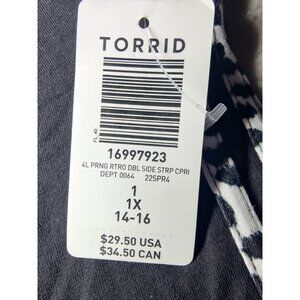 TORRID
FL_40
16997923
4L PRNG RTRO DBL SIDE STRP CPRI
DEPT 0064 22SPR4
1
1X
14-16
$29.50 USA
$34.50 CAN